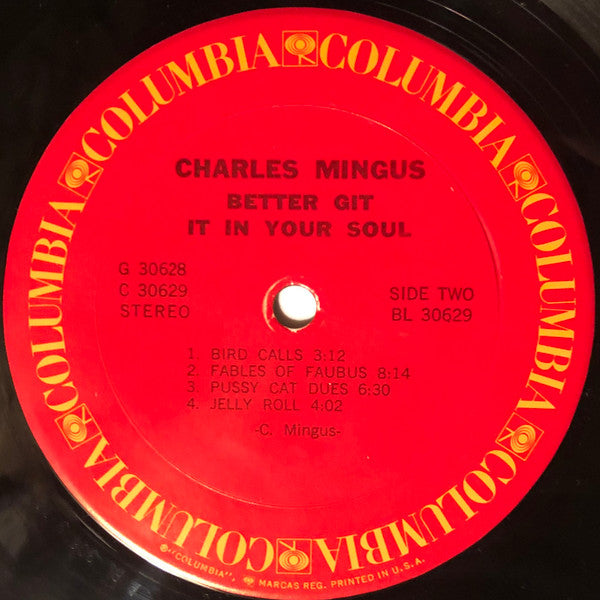 COLUMBIA COLUMBIA COLUMBIA COLUMBIA COLUMBIA COLUMBIA
CHARLES MINGUS
BETTER GIT
IT IN YOUR SOUL
G 30628
C 30629
STEREO
SIDE TWO
BL 30629
1. BIRD CALLS 3:12
2. FABLES OF FAUBUS 8:14
3. PUSSY CAT DUES 6:30
4. JELLY ROLL 4:02
-C. Mingus-
℗ "COLUMBIA", MARCAS REG. PRINTED IN U.S.A.